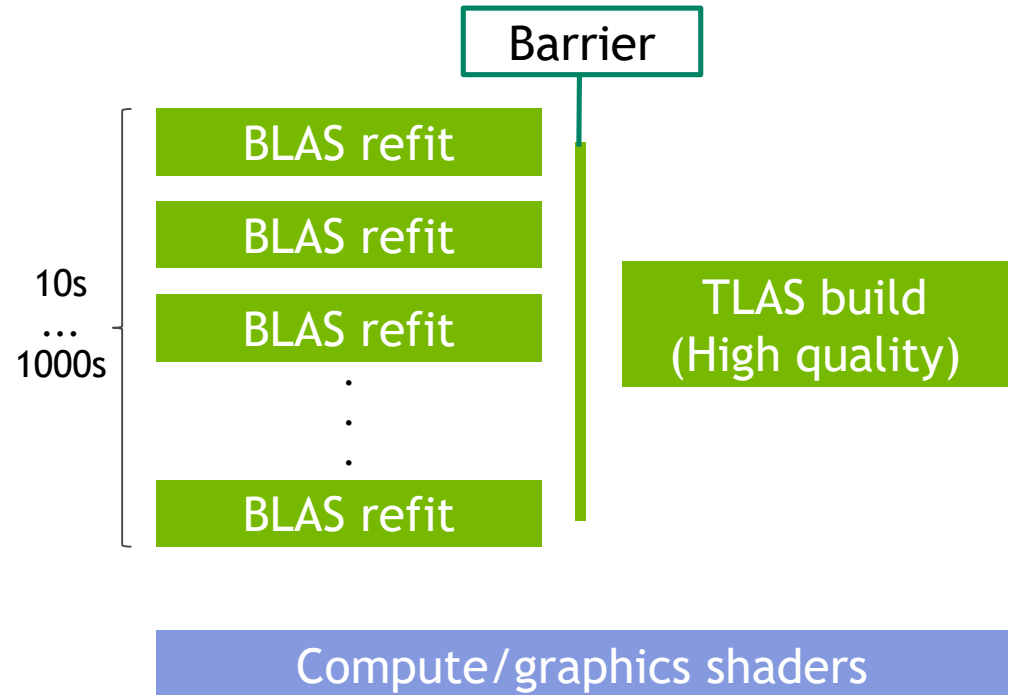 Barrier
BLAS refit
BLAS refit
BLAS refit
.
.
.
BLAS refit
10s
...
1000s
TLAS build
(High quality)
Compute/graphics shaders